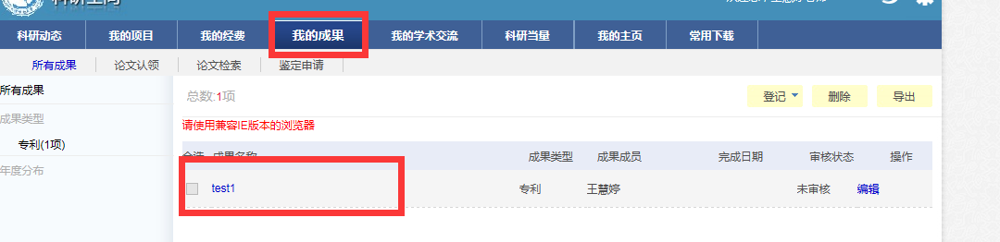 科研空间
科研动态 我的项目 我的经费 我的成果 我的学术交流 科研当量 我的主页 常用下载
所有成果 论文认领 论文检索 鉴定申请
所有成果
成果类型
专利(1项)
年度分布
总数:1项 登记 删除 导出
请使用兼容IE版本的浏览器
全选 成果名称 成果类型 成果成员 完成日期 审核状态 操作
test1 专利 王慧婷 未审核 编辑